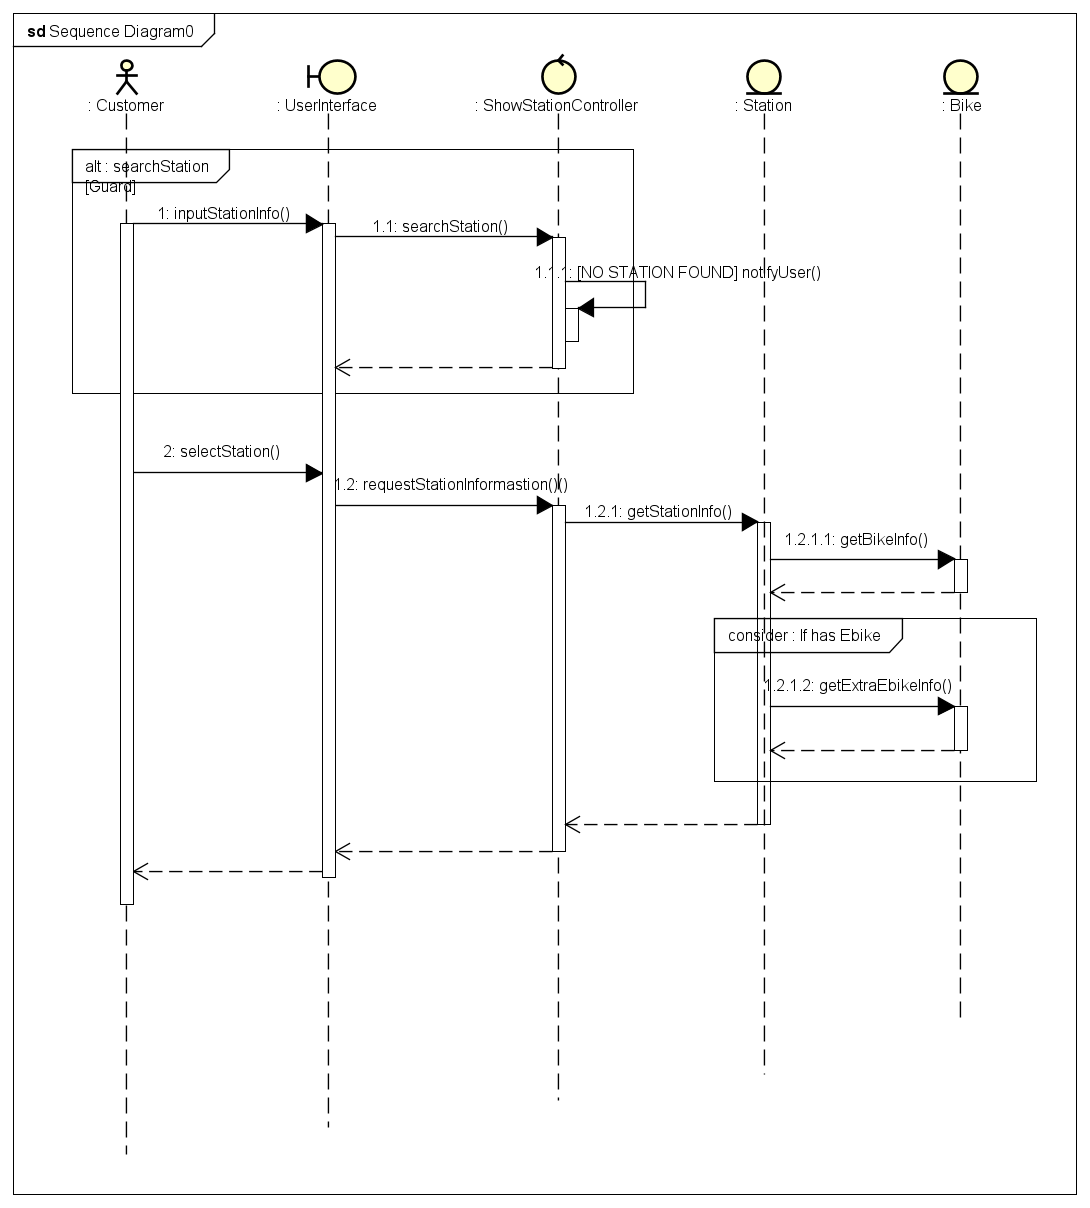 sd Sequence Diagram0
: Customer
: UserInterface
: ShowStationController
: Station
: Bike
alt : searchStation
[Guard]
1: inputStationInfo()
1.1: searchStation()
1.1.1: [NO STATION FOUND] notifyUser()
2: selectStation()
1.2: requestStationInformastion()()
1.2.1: getStationInfo()
1.2.1.1: getBikeInfo()
consider : If has Ebike
1.2.1.2: getExtraEbikeInfo()